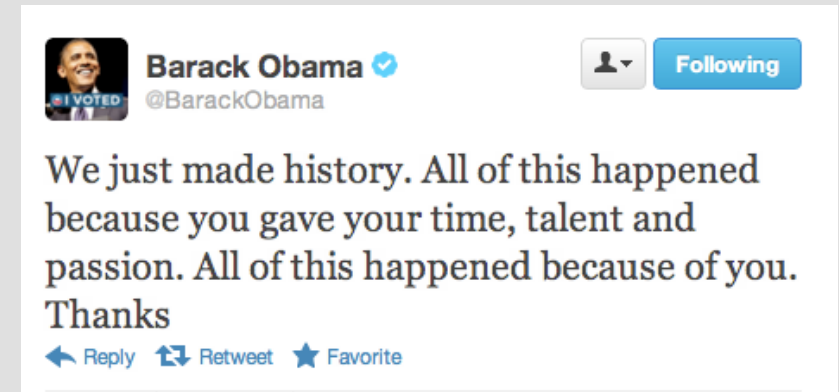 Barack Obama
Following
I VOTED
@BarackObama
We just made history. All of this happened
because you gave your time, talent and
passion. All of this happened because of you.
Thanks
Reply Retweet Favorite